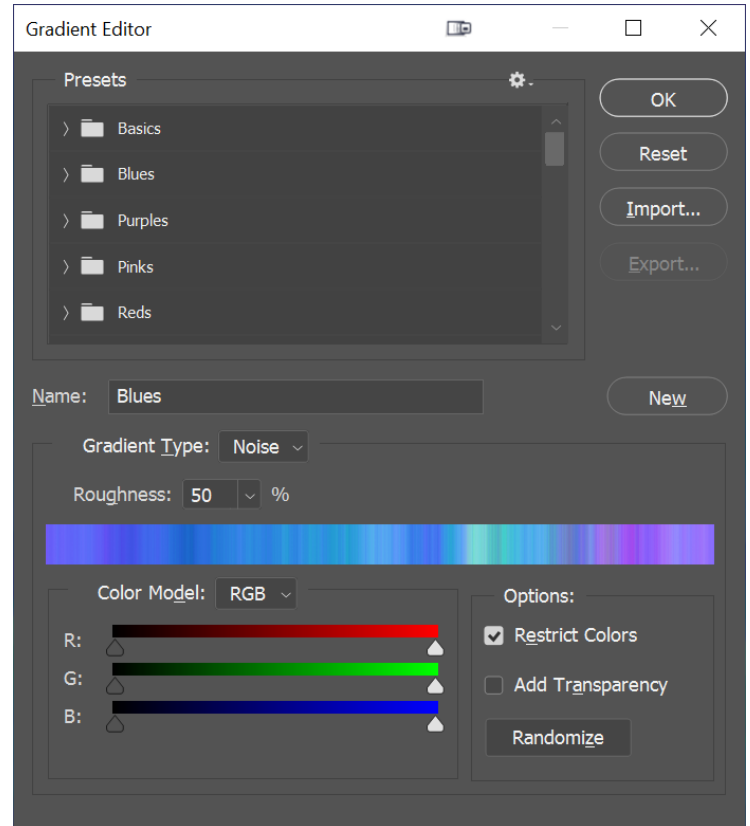 Gradient Editor
Presets
OK
Basics
Reset
Blues
Import...
Purples
Export...
Pinks
Reds
Name: Blues
New
Gradient Type: Noise
Roughness: 50 %
Color Model: RGB
Options:
R:
Restrict Colors
G:
Add Transparency
B:
Randomize